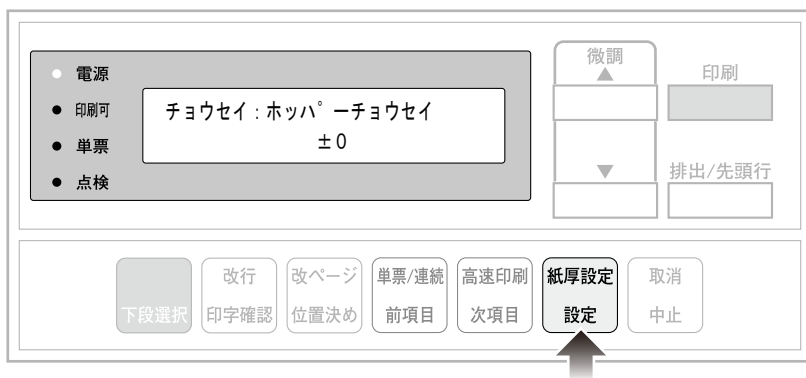 電源
印刷可
単票
点検
チョウセイ：ホッパ゜ーチョウセイ
±0
微調
▲
▼
印刷
排出/先頭行
下段選択
改行
印字確認
改ページ
位置決め
単票/連続
前項目
高速印刷
次項目
紙厚設定
設定
取消
中止